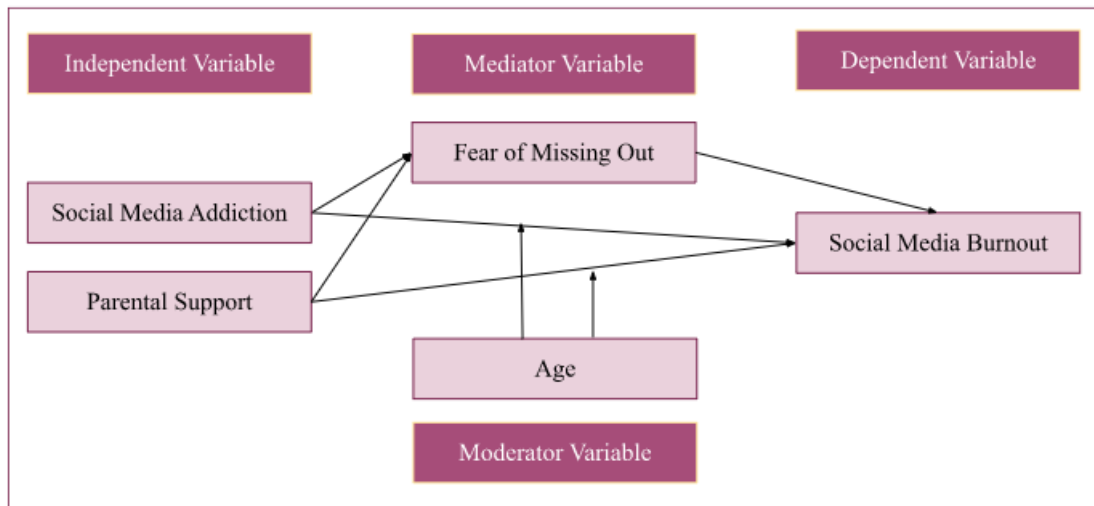 Independent Variable
Mediator Variable
Dependent Variable
Fear of Missing Out
Social Media Addiction
Social Media Burnout
Parental Support
Age
Moderator Variable